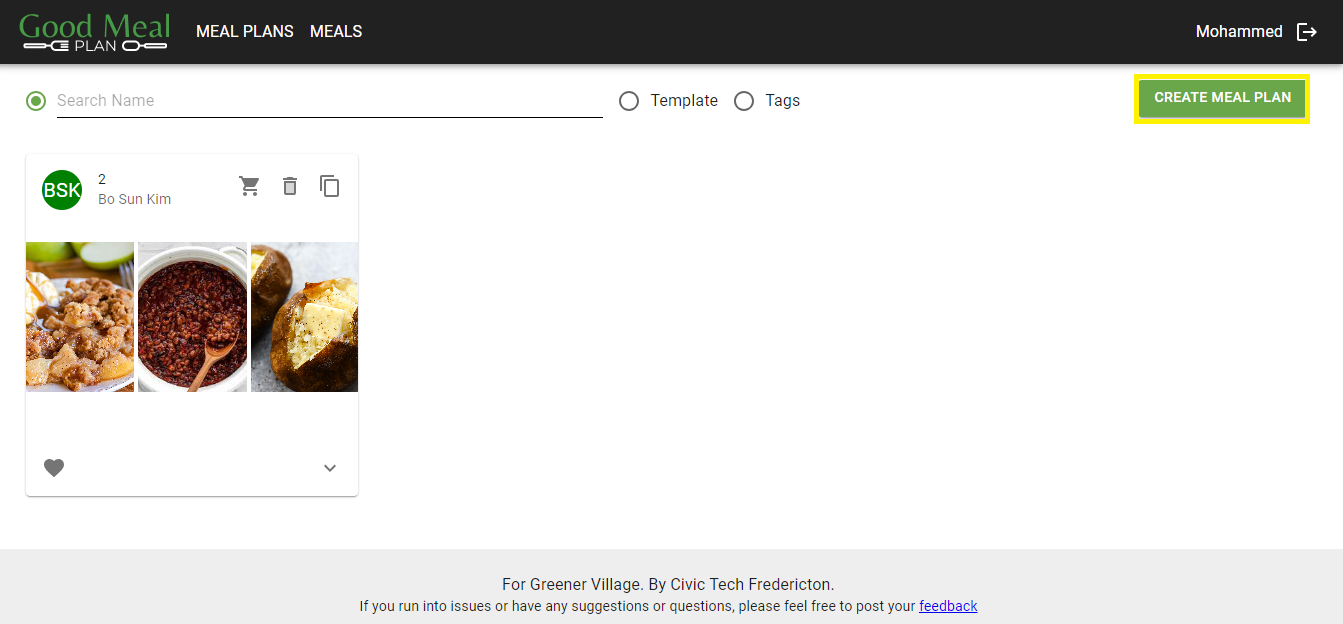 Good Meal
PLAN
MEAL PLANS MEALS
Mohammed
Search Name
Template Tags
CREATE MEAL PLAN
BSK
2
Bo Sun Kim
For Greener Village. By Civic Tech Fredericton.
If you run into issues or have any suggestions or questions, please feel free to post your feedback